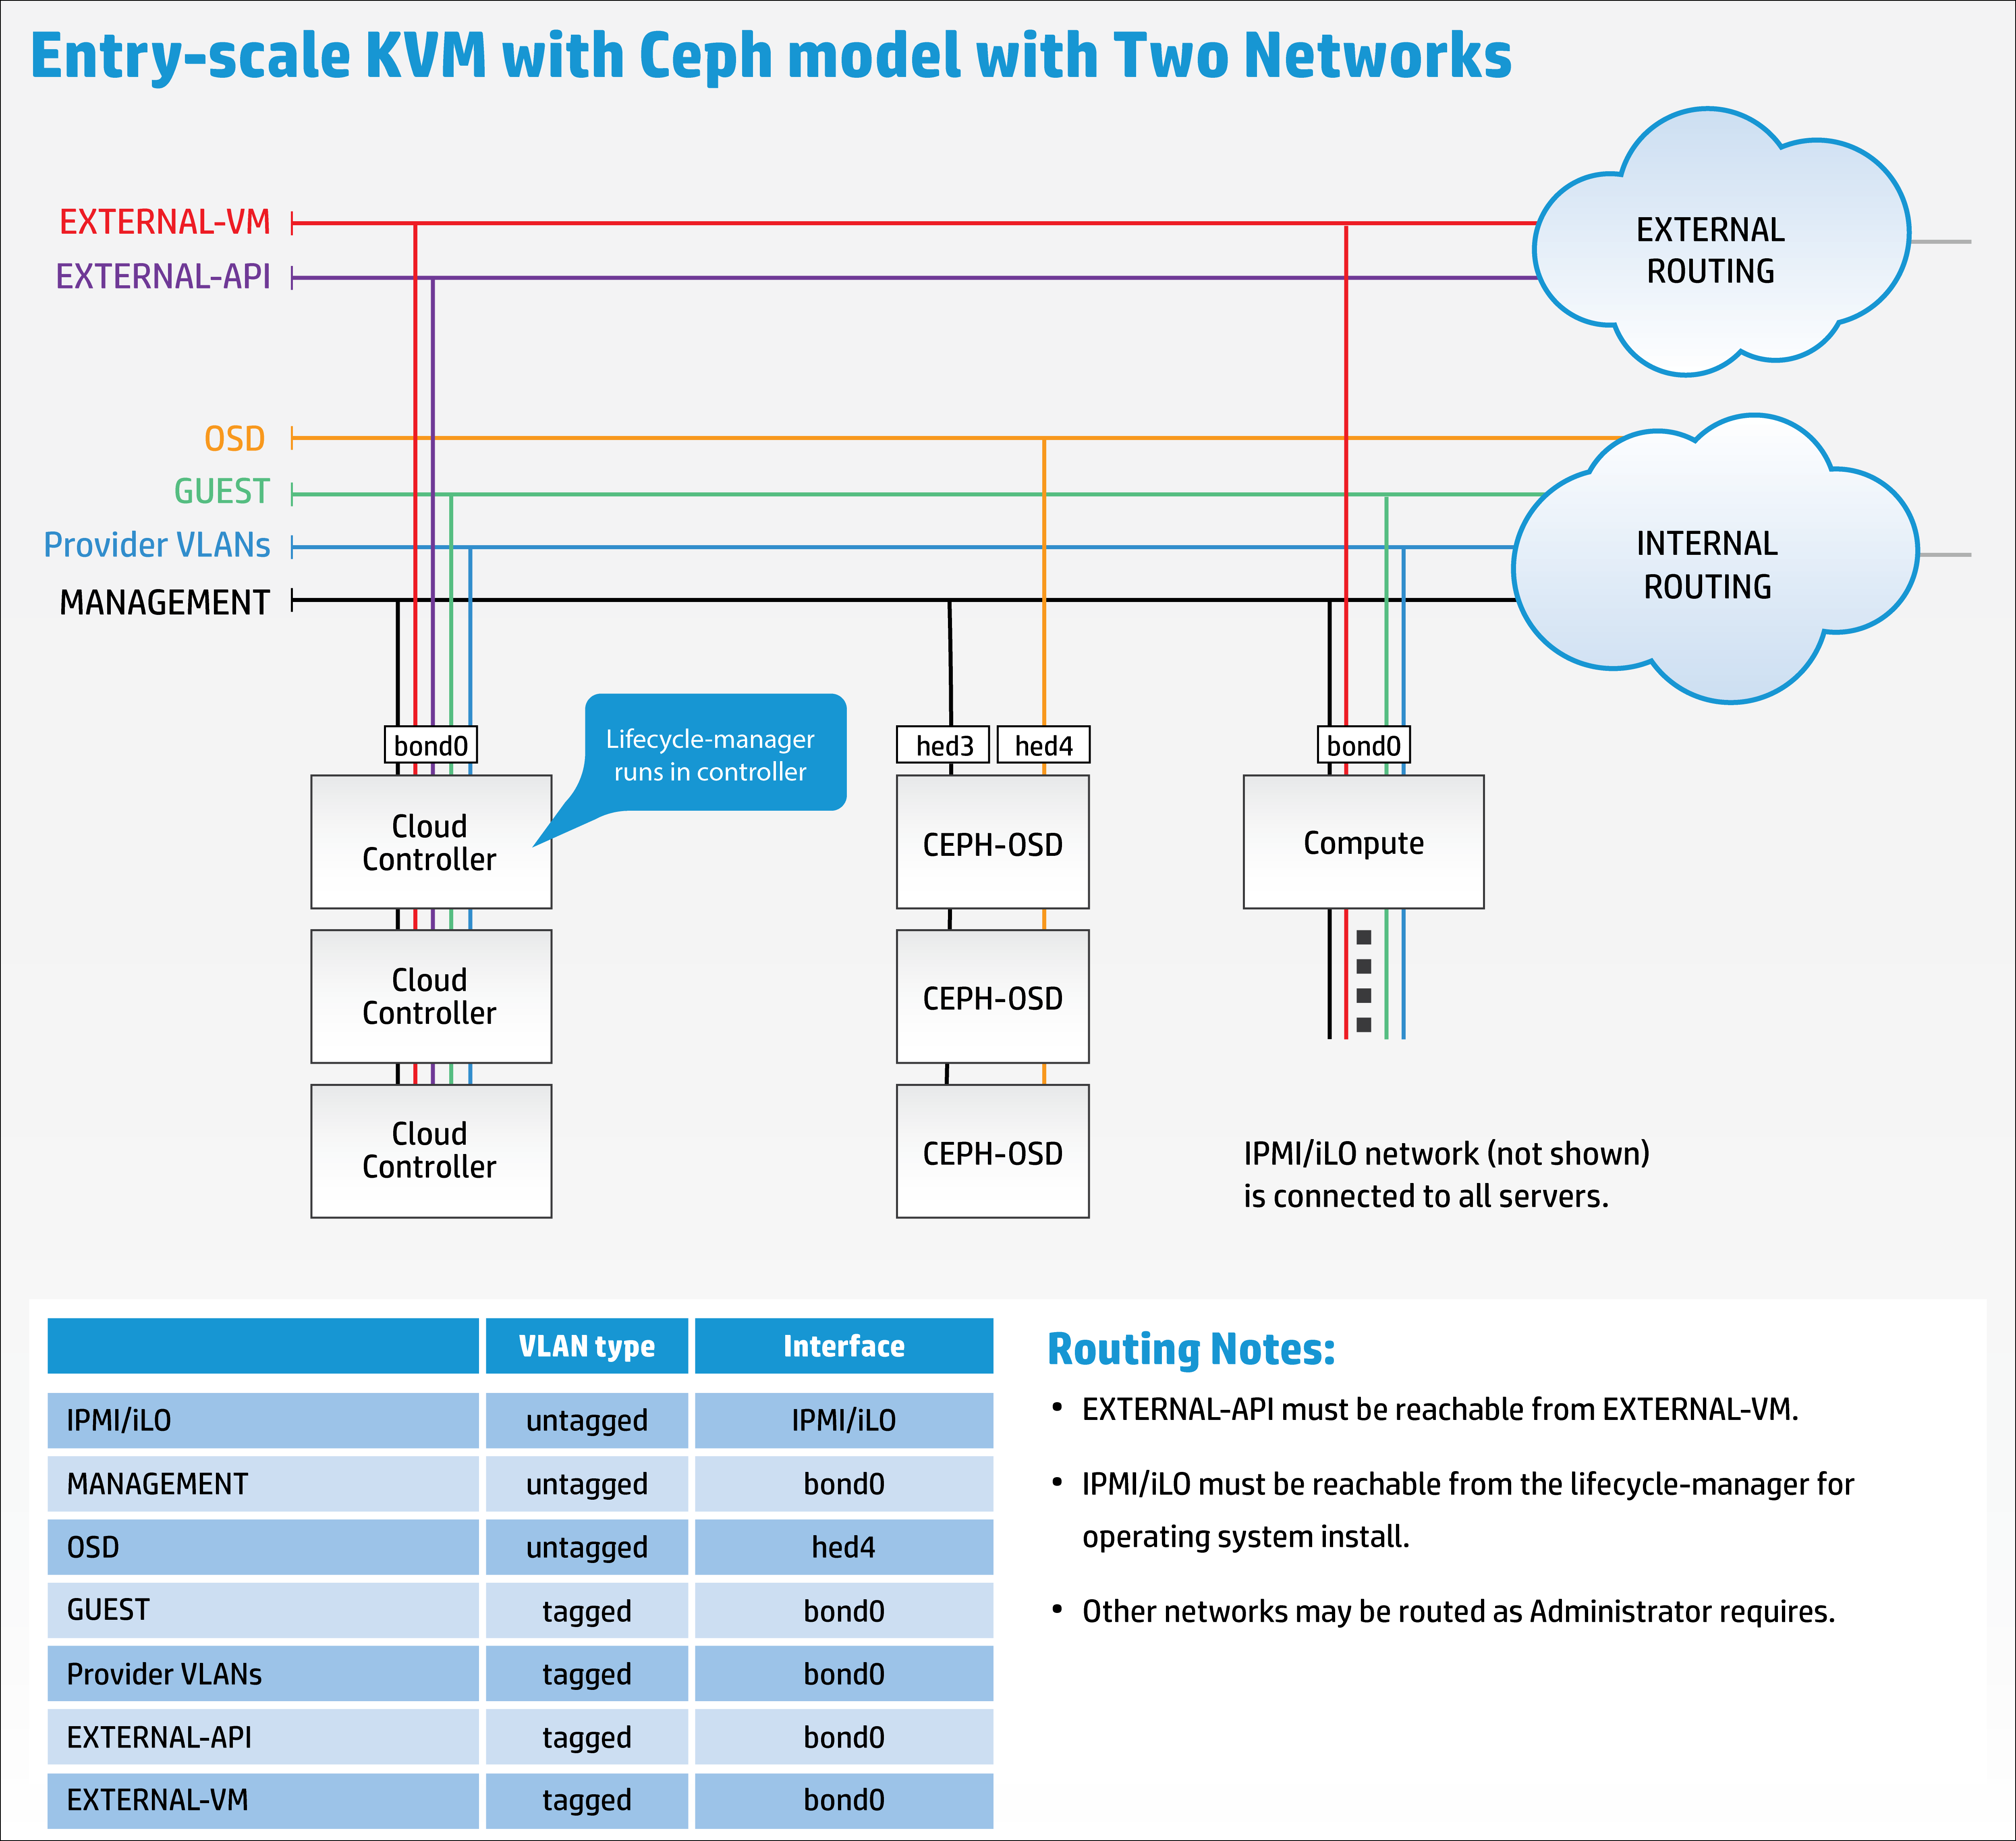 Entry-scale KVM with Ceph model with Two Networks
EXTERNAL-VM
EXTERNAL-API
EXTERNAL
ROUTING
OSD
GUEST
Provider VLANs
MANAGEMENT
INTERNAL
ROUTING
bond0
Lifecycle-manager
runs in controller
hed3
hed4
bond0
Cloud
Controller
CEPH-OSD
Compute
Cloud
Controller
CEPH-OSD
Cloud
Controller
CEPH-OSD
IPMI/iLO network (not shown)
is connected to all servers.
VLAN type Interface
IPMI/iLO untagged IPMI/iLO
MANAGEMENT untagged bond0
OSD untagged hed4
GUEST tagged bond0
Provider VLANs tagged bond0
EXTERNAL-API tagged bond0
EXTERNAL-VM tagged bond0
Routing Notes:
• EXTERNAL-API must be reachable from EXTERNAL-VM.
• IPMI/iLO must be reachable from the lifecycle-manager for
operating system install.
• Other networks may be routed as Administrator requires.